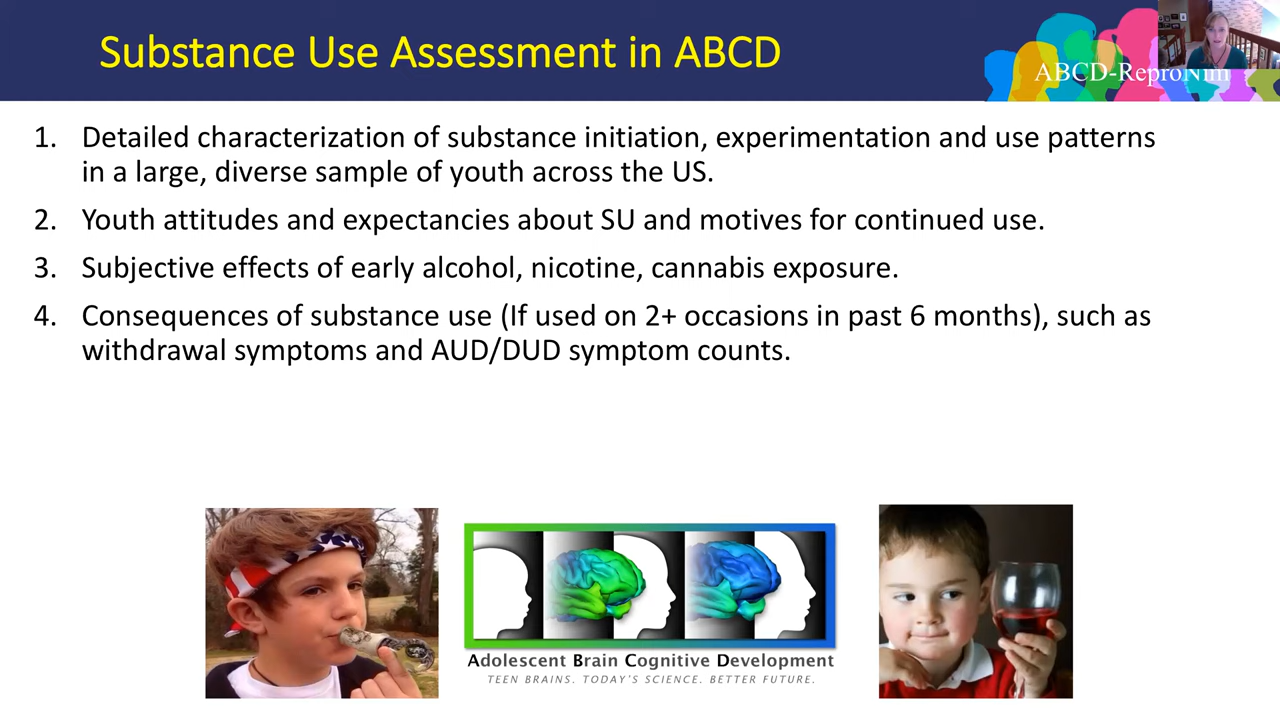 Substance Use Assessment in ABCD
ABCD-ReproNim
1. Detailed characterization of substance initiation, experimentation and use patterns
in a large, diverse sample of youth across the US.
2. Youth attitudes and expectancies about SU and motives for continued use.
3. Subjective effects of early alcohol, nicotine, cannabis exposure.
4. Consequences of substance use (If used on 2+ occasions in past 6 months), such as
withdrawal symptoms and AUD/DUD symptom counts.
Adolescent Brain Cognitive Development
TEEN BRAINS. TODAY'S SCIENCE. BETTER FUTURE.